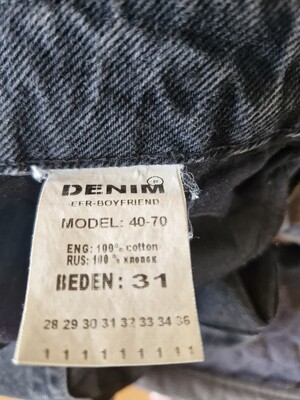 DENIM ®
EFR-BOYFRIEND
MODEL: 40-70
ENG: 100% cotton
RUS: 100 % хлопок
BEDEN: 31
28 29 30 31 32 33 34 36
1 1 1 1 1 1 1 1